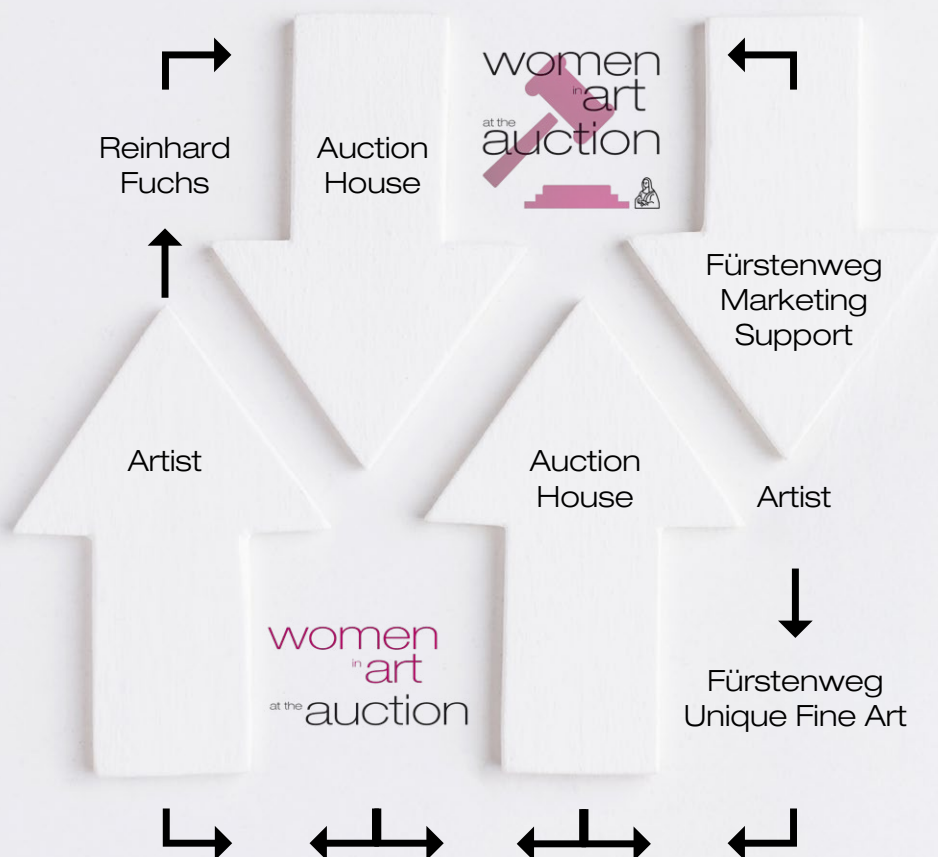 women
in
art
at the
auction
Reinhard
Fuchs
Auction
House
Fürstenweg
Marketing
Support
Artist
Auction
House
Artist
women
in
art
at the auction
Fürstenweg
Unique Fine Art